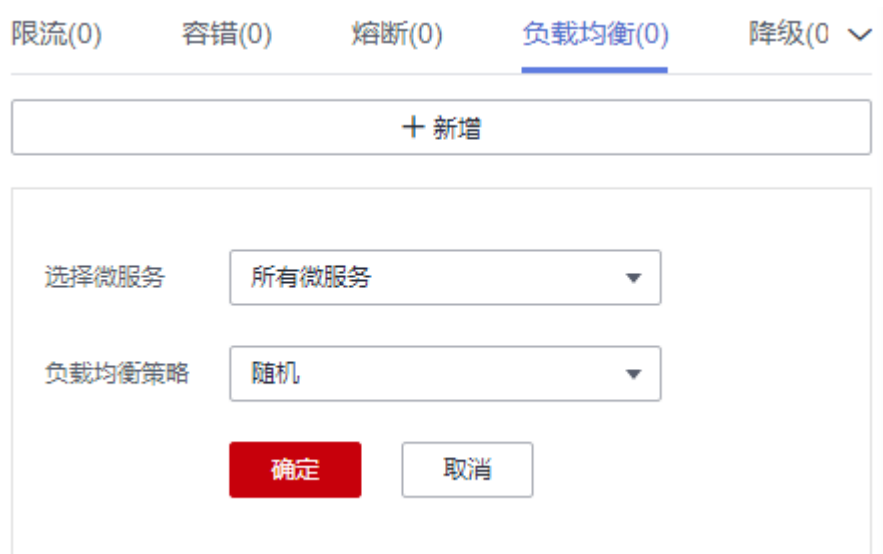 限流(0) 容错(0) 熔断(0) 负载均衡(0) 降级(0
新增
选择微服务 所有微服务
负载均衡策略 随机
确定 取消